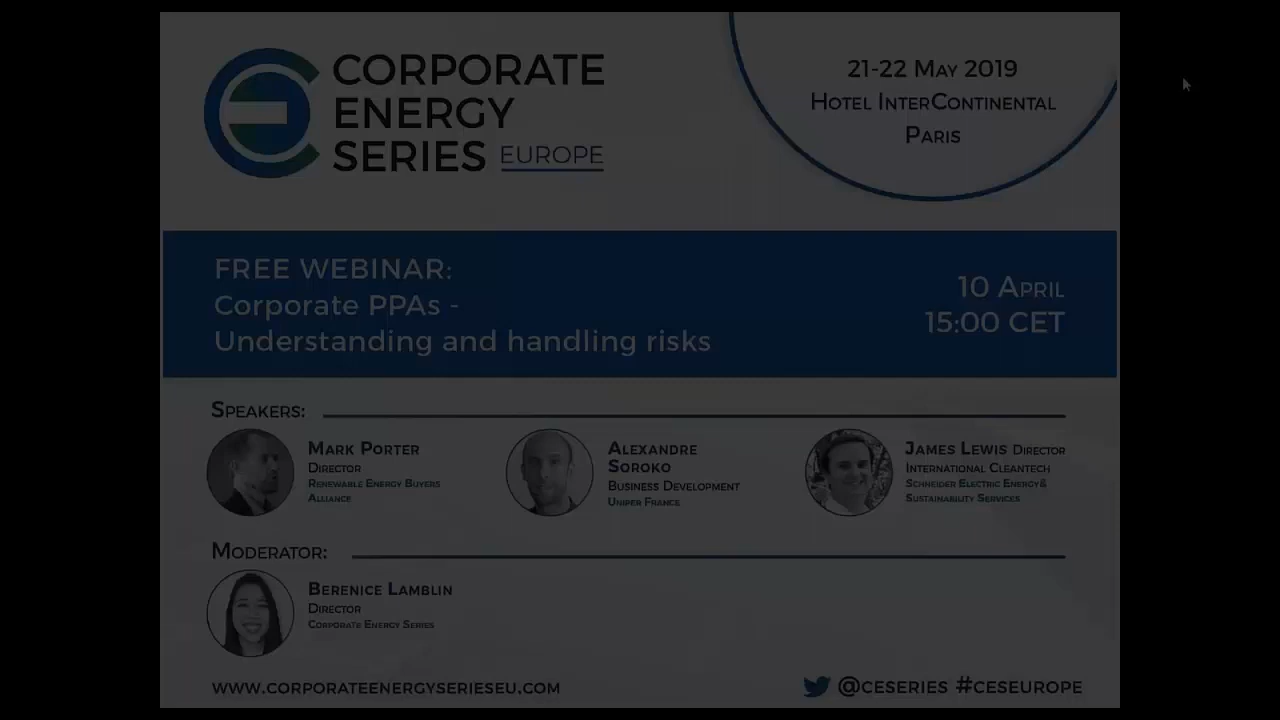 CORPORATE
ENERGY
SERIES EUROPE
21-22 May 2019
Hotel InterContinental
Paris
FREE WEBINAR:
Corporate PPAs -
Understanding and handling risks
10 April
15:00 CET
Speakers:
Mark Porter
Director
Renewable Energy Buyers
Alliance
Alexandre
Soroko
Business Development
Uniper France
James Lewis Director
International Cleantech
Schneider Electric Energy&
Sustainability Services
Moderator:
Berenice Lamblin
Director
Corporate Energy Series
www.corporateenergyserieseu.com
@CESERIES #CESEUROPE